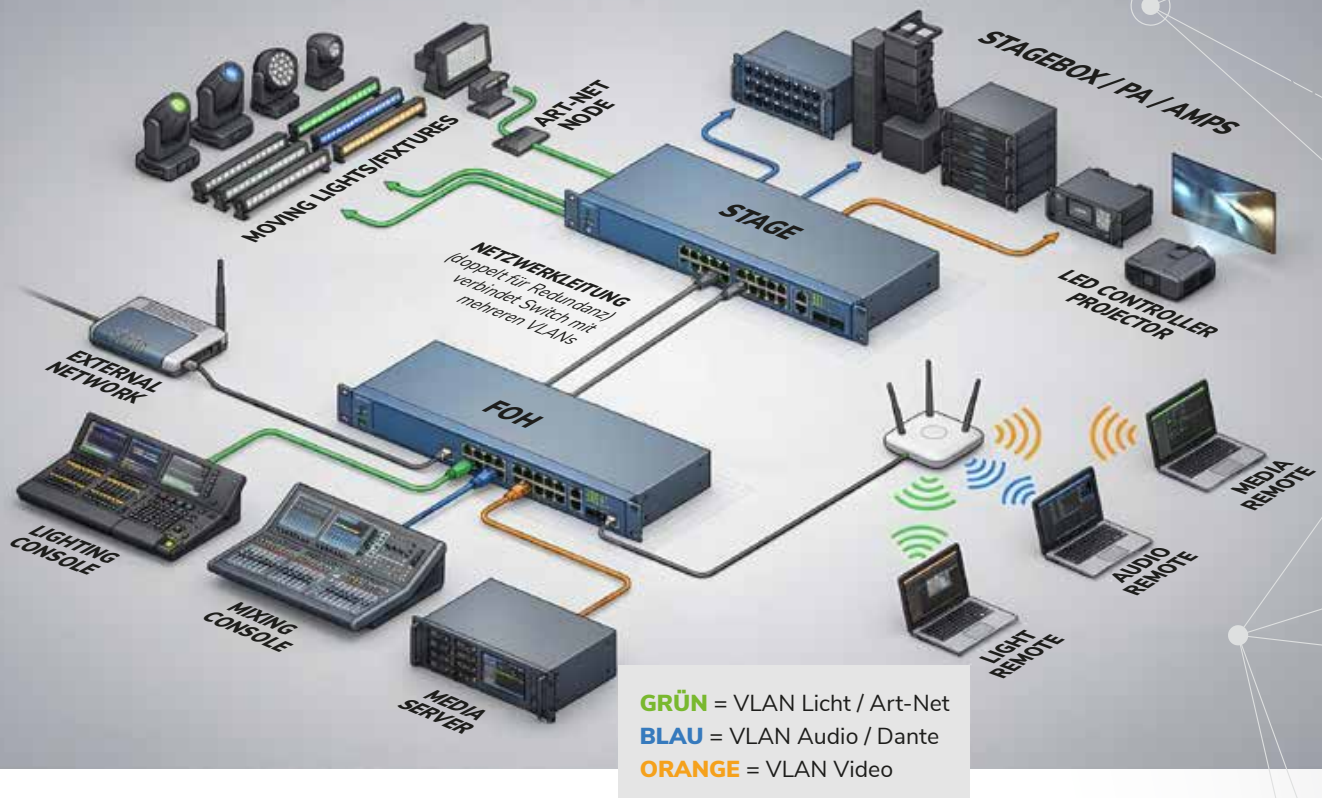 STAGEBOX / PA / AMPS
ART-NET
NODE
MOVING LIGHTS/FIXTURES
STAGE
NETZWERKLEITUNG
(doppelt für Redundanz)
verbindet Switch mit
mehreren VLANs
LED CONTROLLER
PROJECTOR
EXTERNAL
NETWORK
FOH
LIGHTING
CONSOLE
MIXING
CONSOLE
MEDIA
SERVER
MEDIA
REMOTE
AUDIO
REMOTE
LIGHT
REMOTE
GRÜN = VLAN Licht / Art-Net
BLAU = VLAN Audio / Dante
ORANGE = VLAN Video